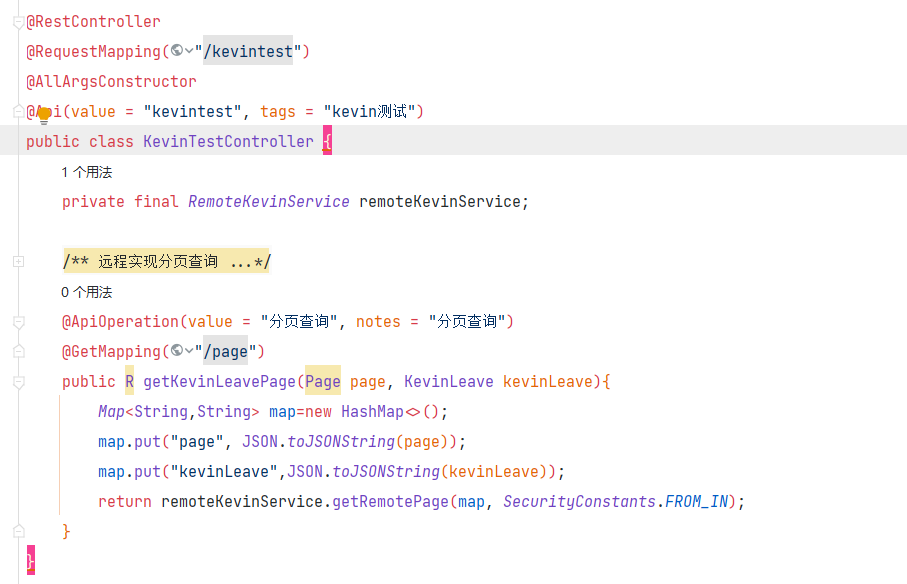 @RestController
@RequestMapping("/kevintest")
@AllArgsConstructor
@Api(value = "kevintest", tags = "kevin测试")
public class KevinTestController {
1 个用法
private final RemoteKevinService remoteKevinService;
/** 远程实现分页查询 ...*/
0 个用法
@ApiOperation(value = "分页查询", notes = "分页查询")
@GetMapping("/page")
public R getKevinLeavePage(Page page, KevinLeave kevinLeave){
Map<String,String> map=new HashMap<>();
map.put("page", JSON.toJSONString(page));
map.put("kevinLeave",JSON.toJSONString(kevinLeave));
return remoteKevinService.getRemotePage(map, SecurityConstants.FROM_IN);
}
}